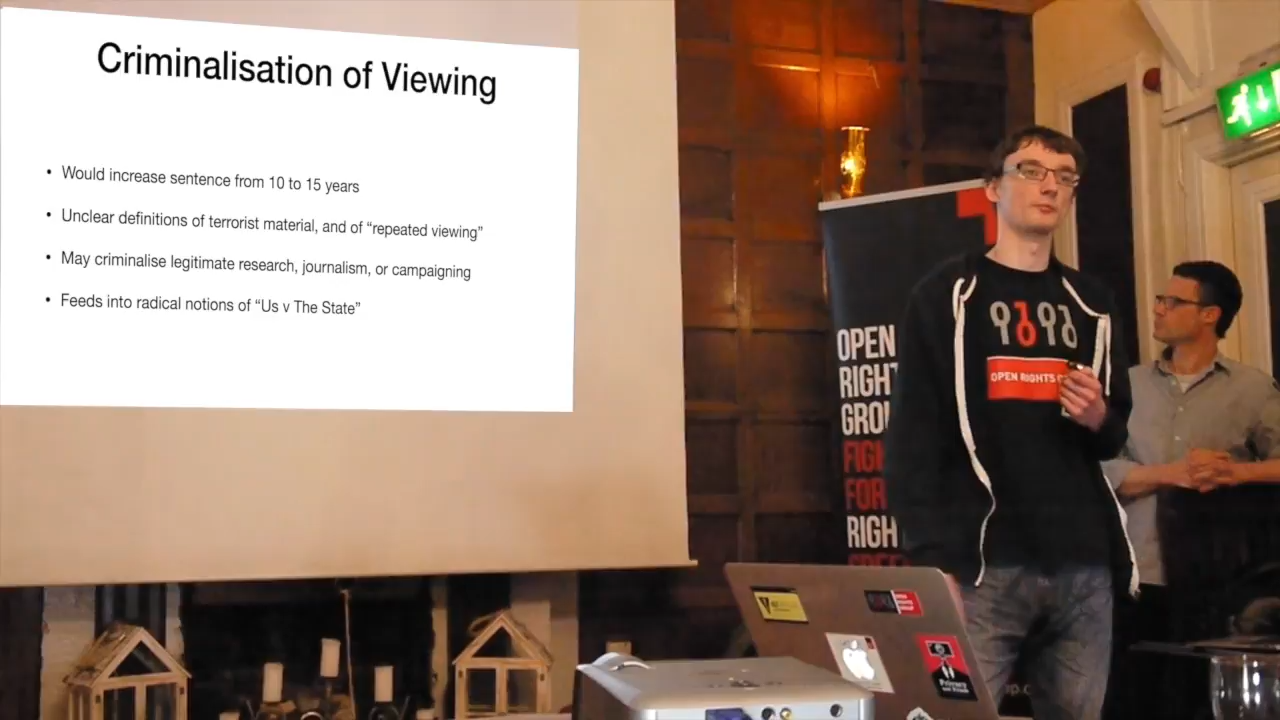 Criminalisation of Viewing
• Would increase sentence from 10 to 15 years
• Unclear definitions of terrorist material, and of “repeated viewing”
• May criminalise legitimate research, journalism, or campaigning
• Feeds into radical notions of “Us v The State”
OPEN
RIGHT
GROU
FIGH
FOR
RIGH
OPEN RIGHTS G
Privacy